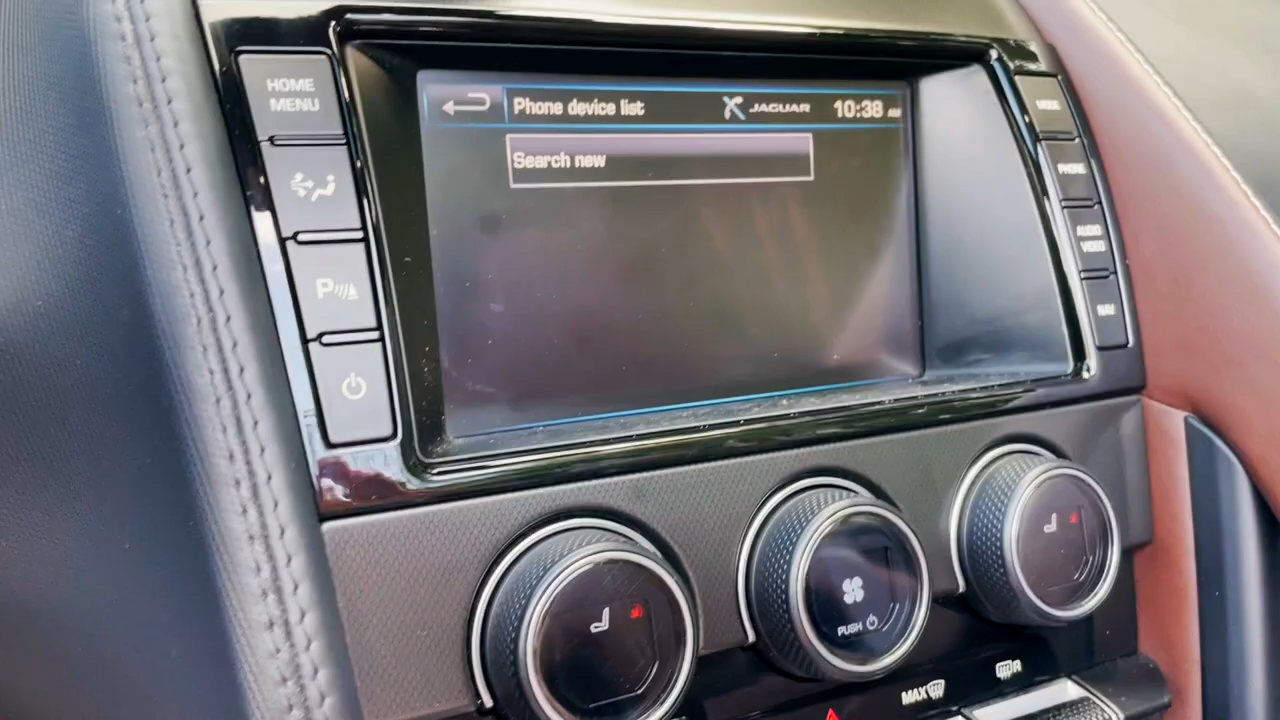 HOME
MENU
Phone device list
JAGUAR
10:38 AM
Search new
P
MODE
PHONE
AUDIO
VIDEO
NAV
PUSH
MAX
R